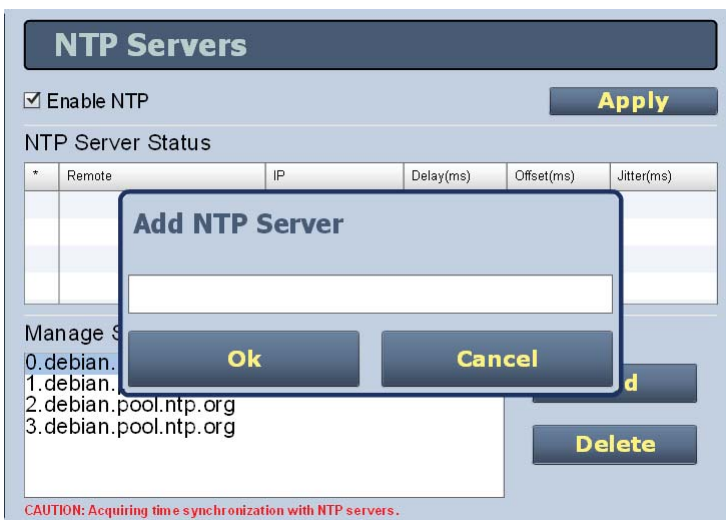 NTP Servers
Enable NTP
Apply
NTP Server Status
* Remote IP Delay(ms) Offset(ms) Jitter(ms)
Add NTP Server
Ok Cancel
Manage
0.debian.
1.debian.
2.debian.pool.ntp.org
3.debian.pool.ntp.org
Delete
CAUTION: Acquiring time synchronization with NTP servers.